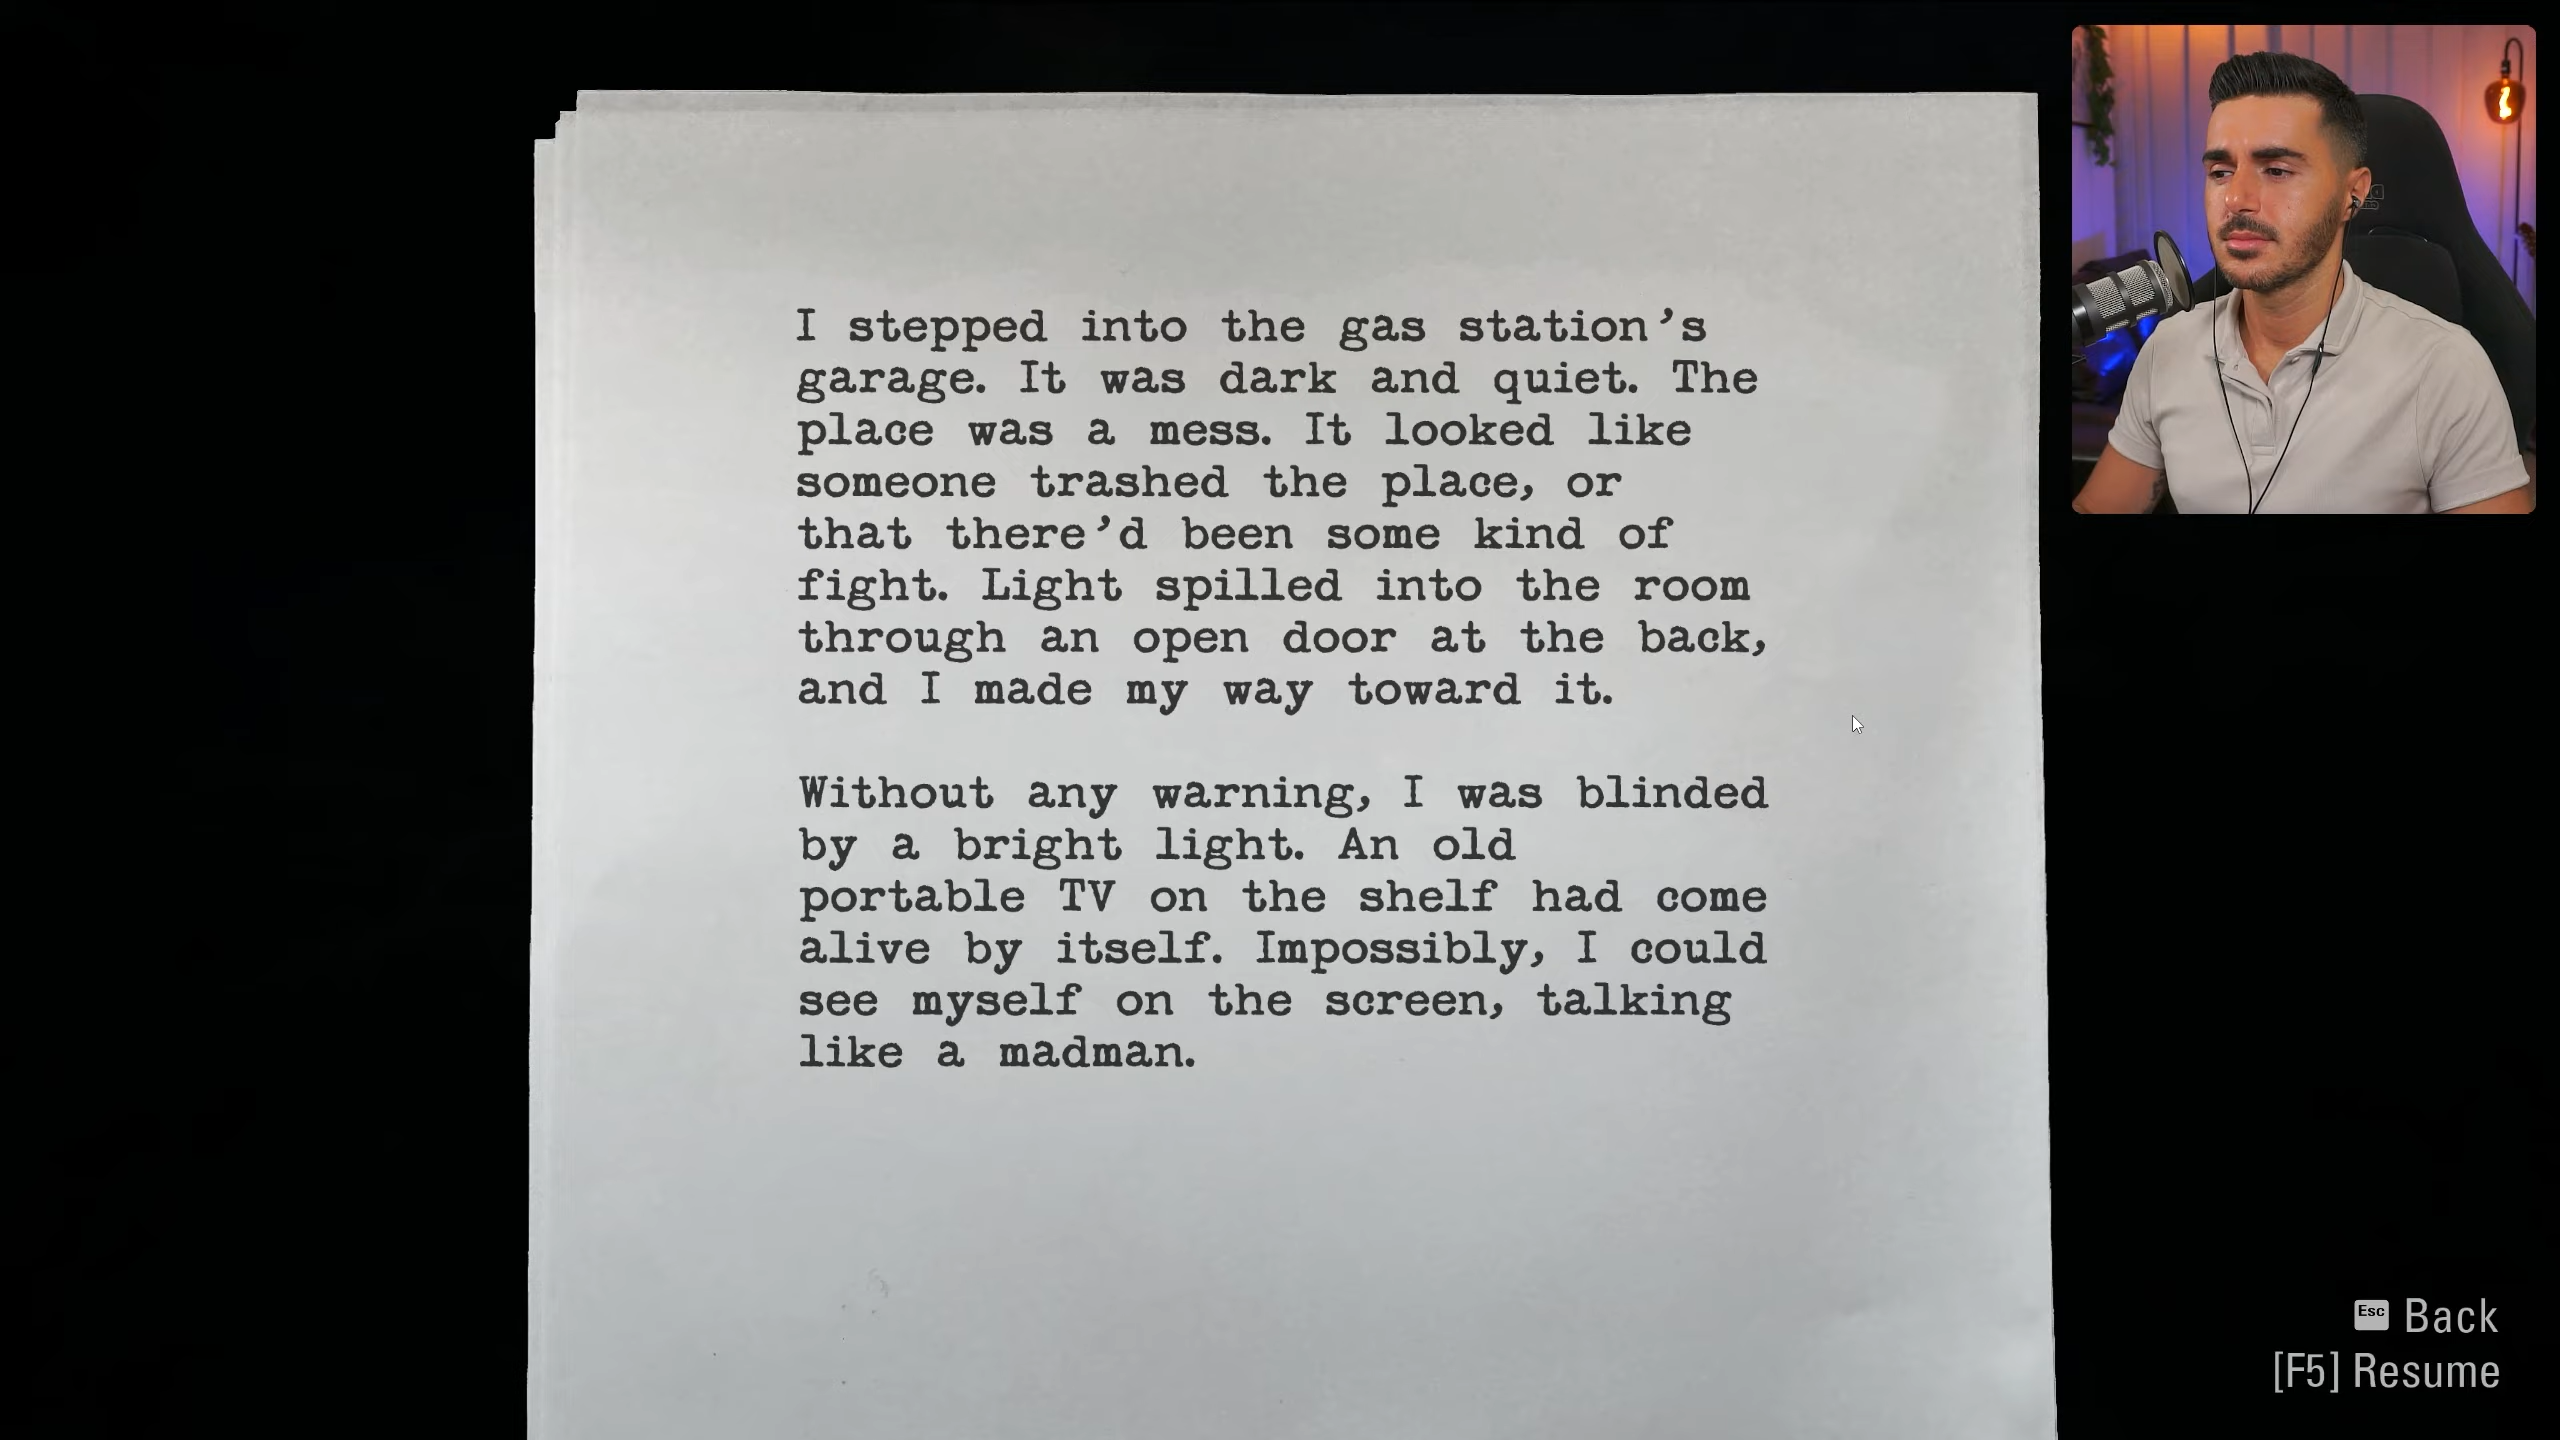 I stepped into the gas station’s
garage. It was dark and quiet. The
place was a mess. It looked like
someone trashed the place, or
that there’d been some kind of
fight. Light spilled into the room
through an open door at the back,
and I made my way toward it.
Without any warning, I was blinded
by a bright light. An old
portable TV on the shelf had come
alive by itself. Impossibly, I could
see myself on the screen, talking
like a madman.
Esc Back
[F5] Resume